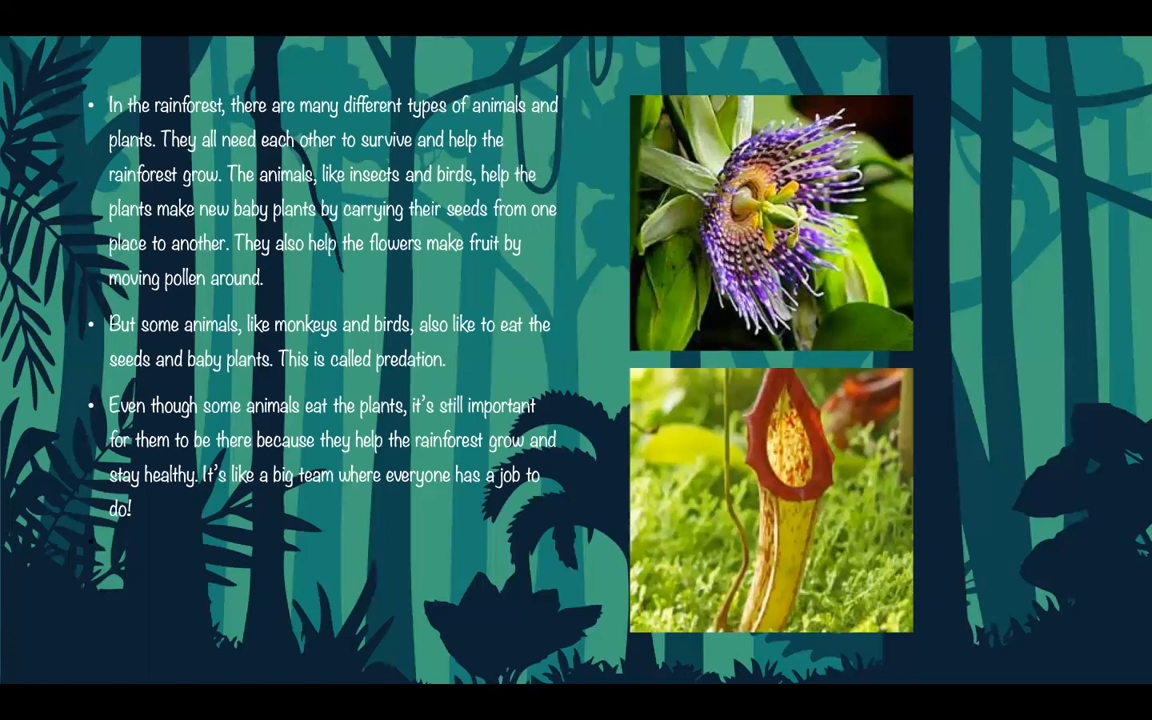 • In the rainforest, there are many different types of animals and
plants. They all need each other to survive and help the
rainforest grow. The animals, like insects and birds, help the
plants make new baby plants by carrying their seeds from one
place to another. They also help the flowers make fruit by
moving pollen around.
• But some animals, like monkeys and birds, also like to eat the
seeds and baby plants. This is called predation.
• Even though some animals eat the plants, it's still important
for them to be there because they help the rainforest grow and
stay healthy. It's like a big team where everyone has a job to
do!